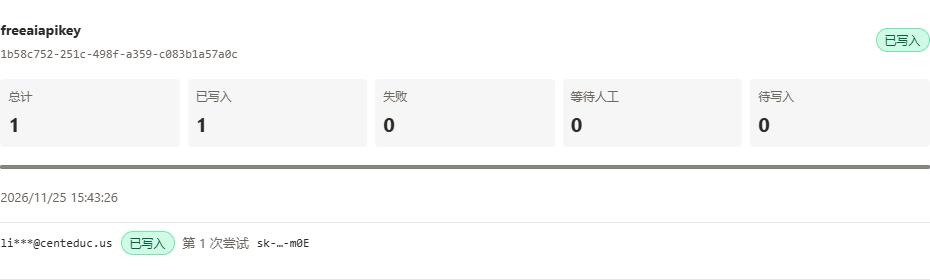 freeaiapikey
1b58c752-251c-498f-a359-c083b1a57a0c
已写入
总计
1
已写入
1
失败
0
等待人工
0
待写入
0
2026/11/25 15:43:26
li***@centeduc.us 已写入 第 1 次尝试 sk-…-m0E